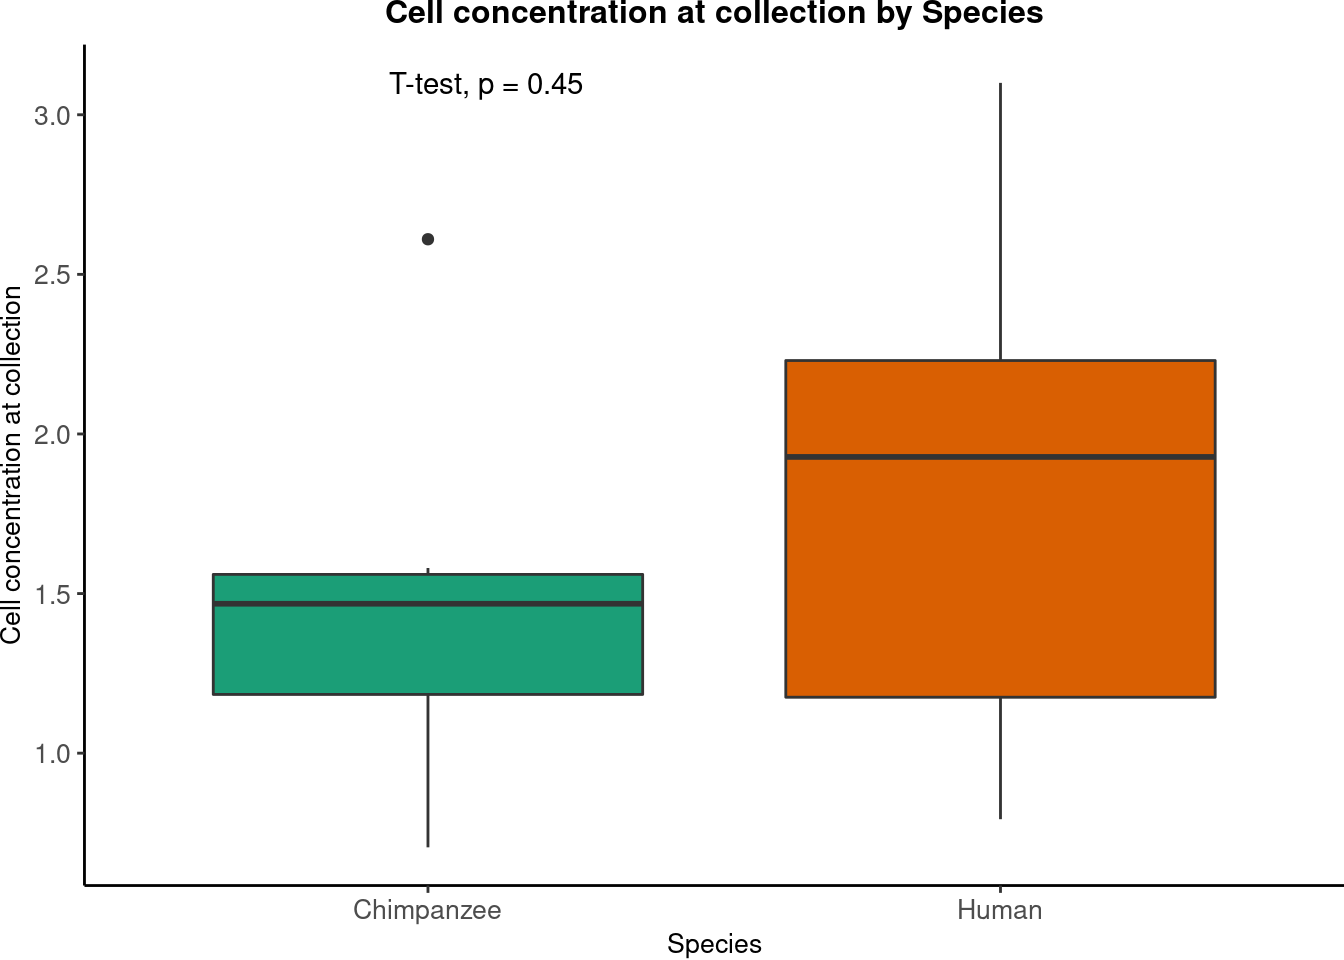 Cell concentration at collection by Species
T-test, p = 0.45
3.0
2.5
2.0
1.5
1.0
Cell concentration at collection
Chimpanzee
Human
Species